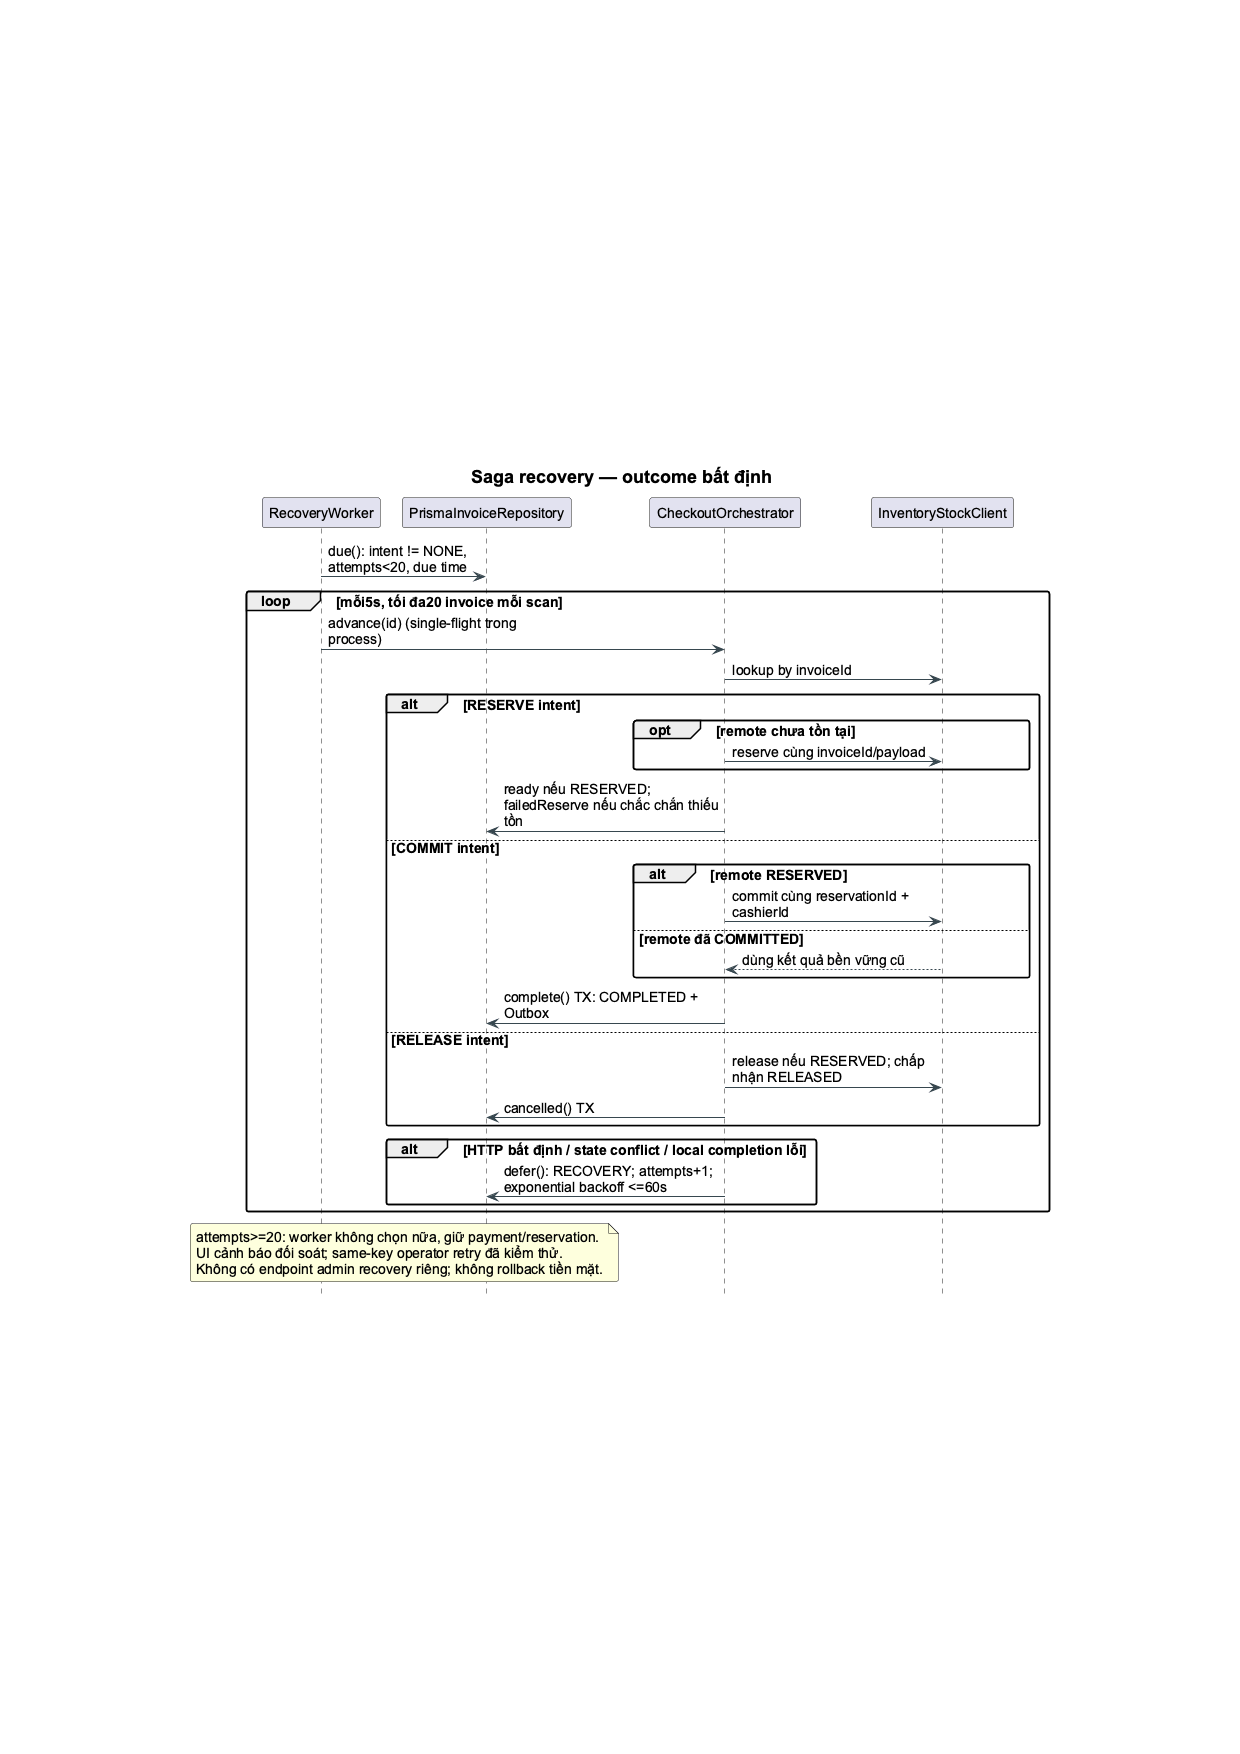 Saga recovery — outcome bất định
RecoveryWorker
PrismaInvoiceRepository
CheckoutOrchestrator
InventoryStockClient
due(): intent != NONE,
attempts<20, due time
loop
[mỗi5s, tối đa20 invoice mỗi scan]
advance(id) (single-flight trong
process)
lookup by invoiceId
alt
[RESERVE intent]
opt
[remote chưa tồn tại]
reserve cùng invoiceId/payload
ready nếu RESERVED;
failedReserve nếu chắc chắn thiếu
tồn
[COMMIT intent]
alt
[remote RESERVED]
commit cùng reservationId +
cashierId
[remote đã COMMITTED]
dùng kết quả bền vững cũ
complete() TX: COMPLETED +
Outbox
[RELEASE intent]
release nếu RESERVED; chấp
nhận RELEASED
cancelled() TX
alt
[HTTP bất định / state conflict / local completion lỗi]
defer(): RECOVERY; attempts+1;
exponential backoff <=60s
attempts>=20: worker không chọn nữa, giữ payment/reservation.
UI cảnh báo đối soát; same-key operator retry đã kiểm thử.
Không có endpoint admin recovery riêng; không rollback tiền mặt.